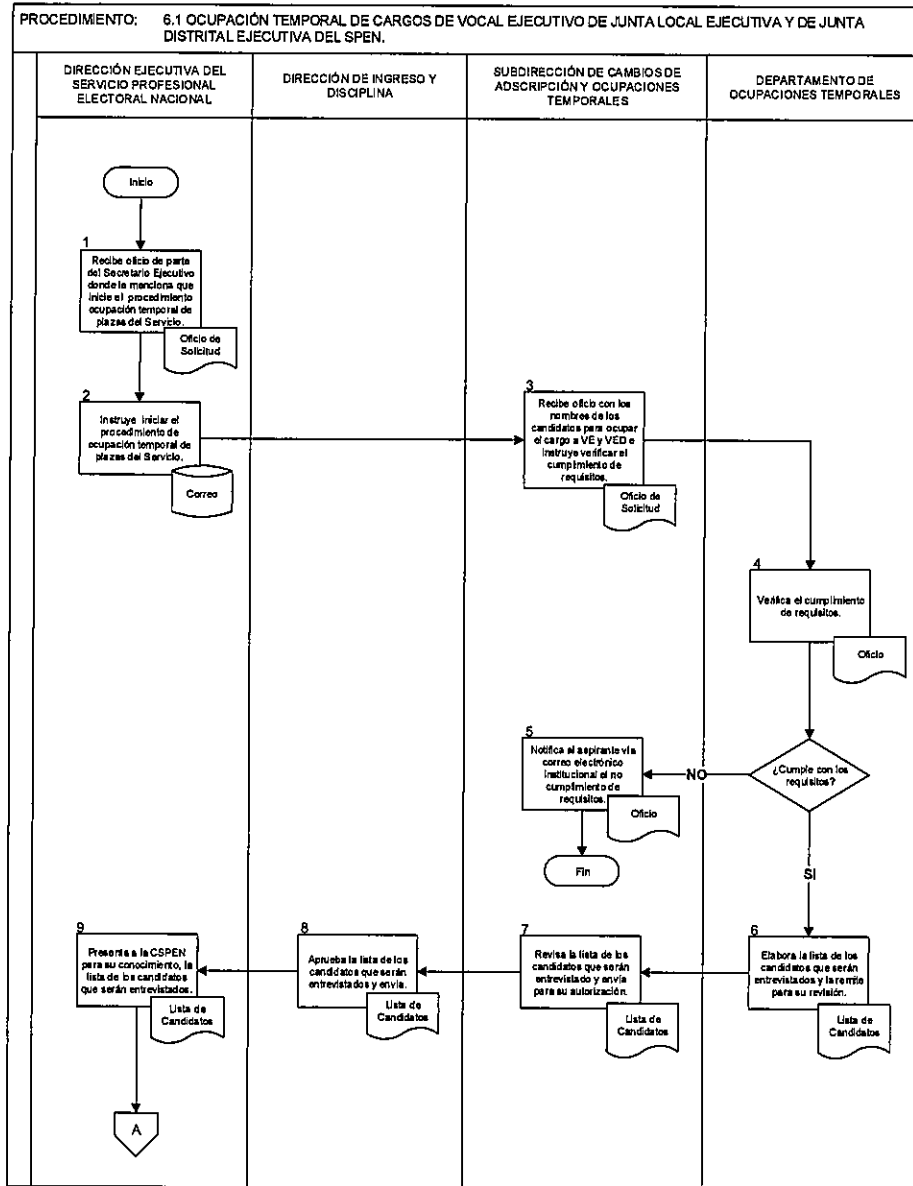 PROCEDIMIENTO: 6.1 OCUPACIÓN TEMPORAL DE CARGOS DE VOCAL EJECUTIVO DE JUNTA LOCAL EJECUTIVA Y DE JUNTA
DISTRITAL EJECUTIVA DEL SPEN.
DIRECCIÓN EJECUTIVA DEL
SERVICIO PROFESIONAL
ELECTORAL NACIONAL
DIRECCIÓN DE INGRESO Y
DISCIPLINA
SUBDIRECCIÓN DE CAMBIOS DE
ADSCRIPCIÓN Y OCUPACIONES
TEMPORALES
DEPARTAMENTO DE
OCUPACIONES TEMPORALES
Inicio
1
Recibe oficio de parte
del Secretario Ejecutivo
donde le menciona que
inicie el procedimiento
ocupación temporal de
plazas del Servicio.
Oficio de
Solicitud
2
Instruye iniciar el
procedimiento de
ocupación temporal de
plazas del Servicio.
Correo
3
Recibe oficio con los
nombres de los
candidatos para ocupar
el cargo a VE y VED e
instruye verificar el
cumplimiento de
requisitos.
Oficio de
Solicitud
4
Verifica el cumplimiento
de requisitos.
Oficio
¿Cumple con los
requisitos?
NO
SI
5
Notifica al aspirante vía
correo electrónico
institucional el no
cumplimiento de
requisitos.
Oficio
Fin
6
Elabora la lista de los
candidatos que serán
entrevistados y la remite
para su revisión.
Lista de
Candidatos
7
Revisa la lista de los
candidatos que serán
entrevistado y envía
para su autorización.
Lista de
Candidatos
8
Aprueba la lista de los
candidatos que serán
entrevistados y envía.
Lista de
Candidatos
9
Presenta a la CSPEN
para su conocimiento, la
lista de los candidatos
que serán entrevistados.
Lista de
Candidatos
A